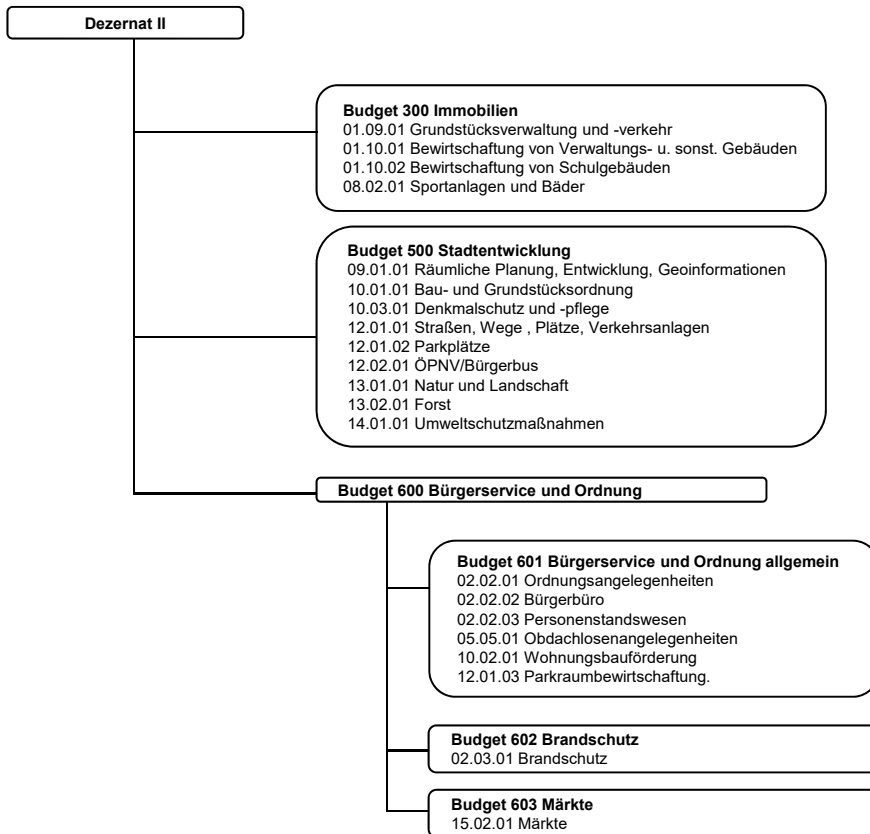 Dezernat II
Budget 300 Immobilien
01.09.01 Grundstücksverwaltung und -verkehr
01.10.01 Bewirtschaftung von Verwaltungs- u. sonst. Gebäuden
01.10.02 Bewirtschaftung von Schulgebäuden
08.02.01 Sportanlagen und Bäder
Budget 500 Stadtentwicklung
09.01.01 Räumliche Planung, Entwicklung, Geoinformationen
10.01.01 Bau- und Grundstücksordnung
10.03.01 Denkmalschutz und -pflege
12.01.01 Straßen, Wege , Plätze, Verkehrsanlagen
12.01.02 Parkplätze
12.02.01 ÖPNV/Bürgerbus
13.01.01 Natur und Landschaft
13.02.01 Forst
14.01.01 Umweltschutzmaßnahmen
Budget 600 Bürgerservice und Ordnung
Budget 601 Bürgerservice und Ordnung allgemein
02.02.01 Ordnungsangelegenheiten
02.02.02 Bürgerbüro
02.02.03 Personenstandswesen
05.05.01 Obdachlosenangelegenheiten
10.02.01 Wohnungsbauförderung
12.01.03 Parkraumbewirtschaftung.
Budget 602 Brandschutz
02.03.01 Brandschutz
Budget 603 Märkte
15.02.01 Märkte